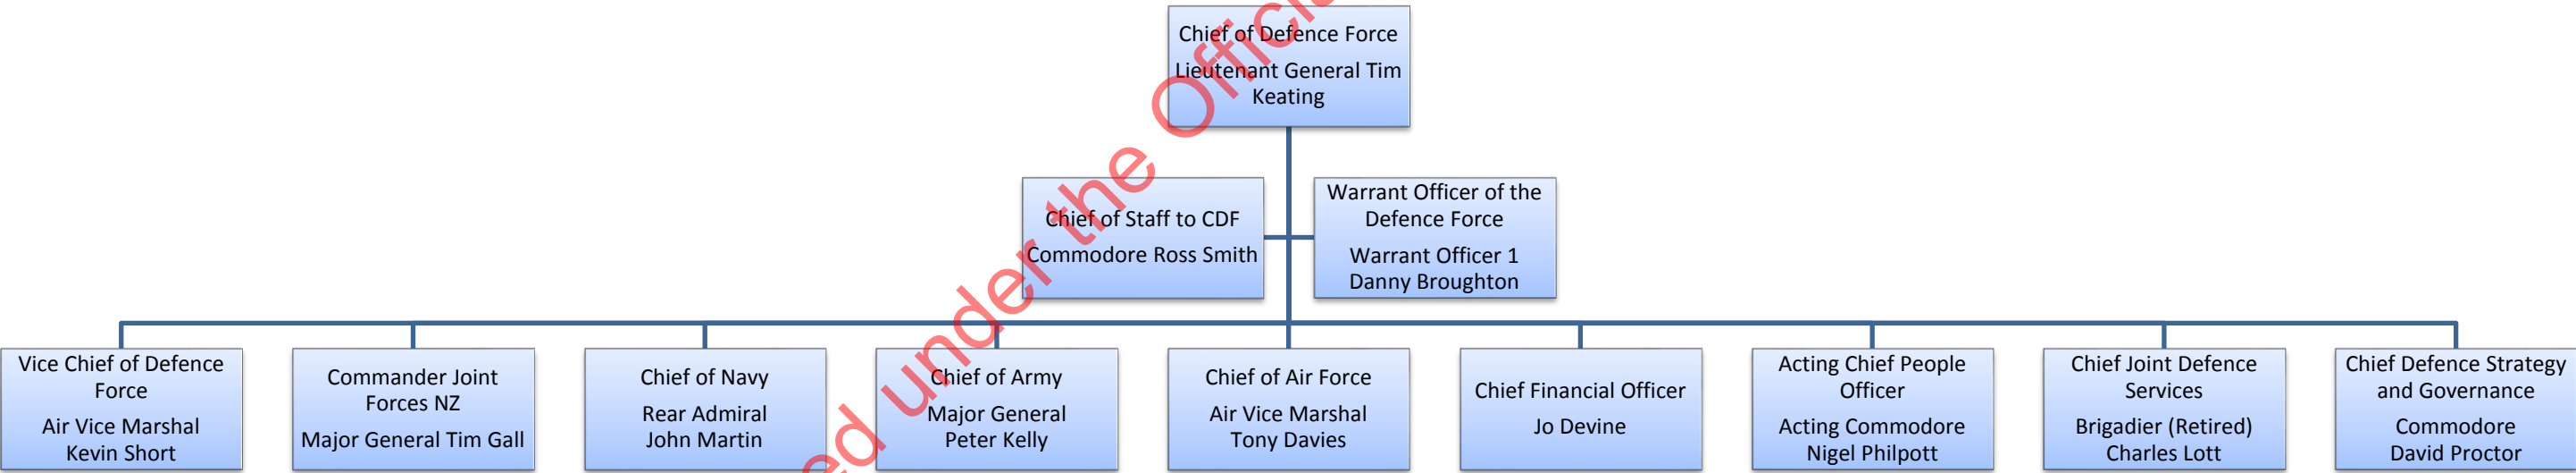 Chief of Defence Force
Lieutenant General Tim
Keating
Chief of Staff to CDF
Commodore Ross Smith
Warrant Officer of the
Defence Force
Warrant Officer 1
Danny Broughton
Vice Chief of Defence
Force
Air Vice Marshal
Kevin Short
Commander Joint
Forces NZ
Major General Tim Gall
Chief of Navy
Rear Admiral
John Martin
Chief of Army
Major General
Peter Kelly
Chief of Air Force
Air Vice Marshal
Tony Davies
Chief Financial Officer
Jo Devine
Acting Chief People
Officer
Acting Commodore
Nigel Philpott
Chief Joint Defence
Services
Brigadier (Retired)
Charles Lott
Chief Defence Strategy
and Governance
Commodore
David Proctor
under the